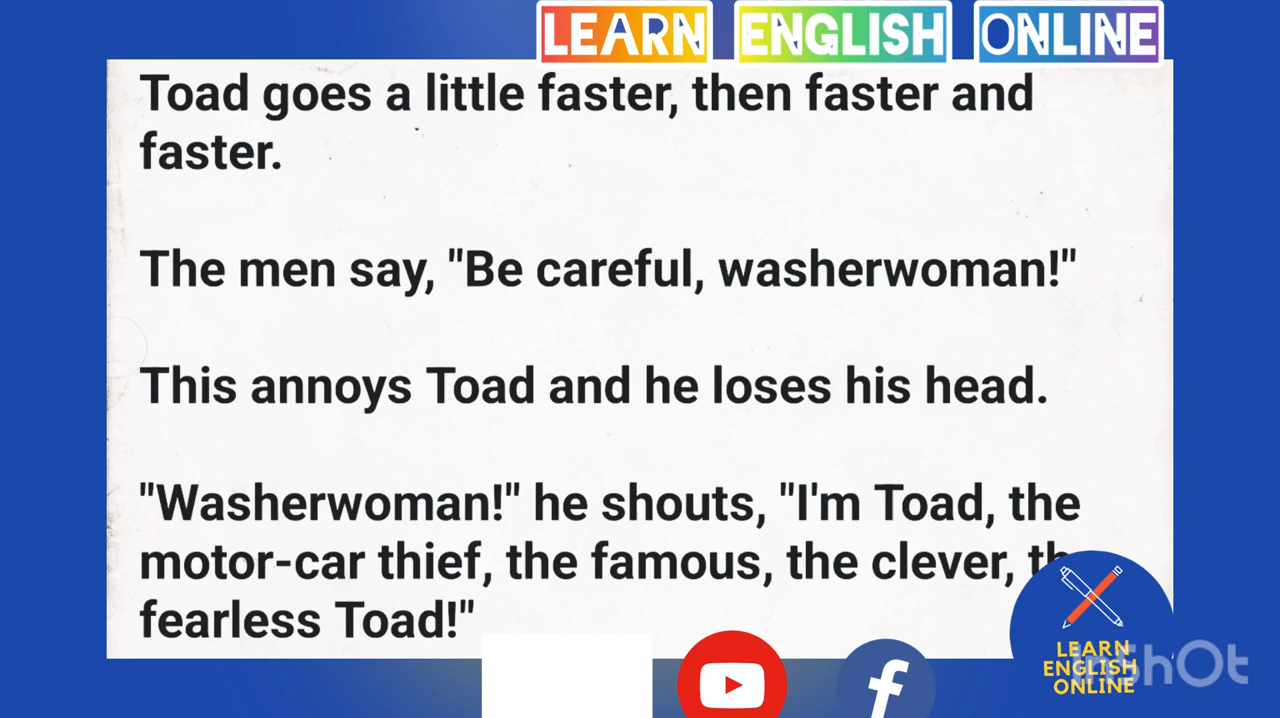 LEARN ENGLISH ONLINE
Toad goes a little faster, then faster and
faster.
The men say, "Be careful, washerwoman!"
This annoys Toad and he loses his head.
"Washerwoman!" he shouts, "I'm Toad, the
motor-car thief, the famous, the clever,
fearless Toad!"
LEARN
ENGLISH
ONLINE